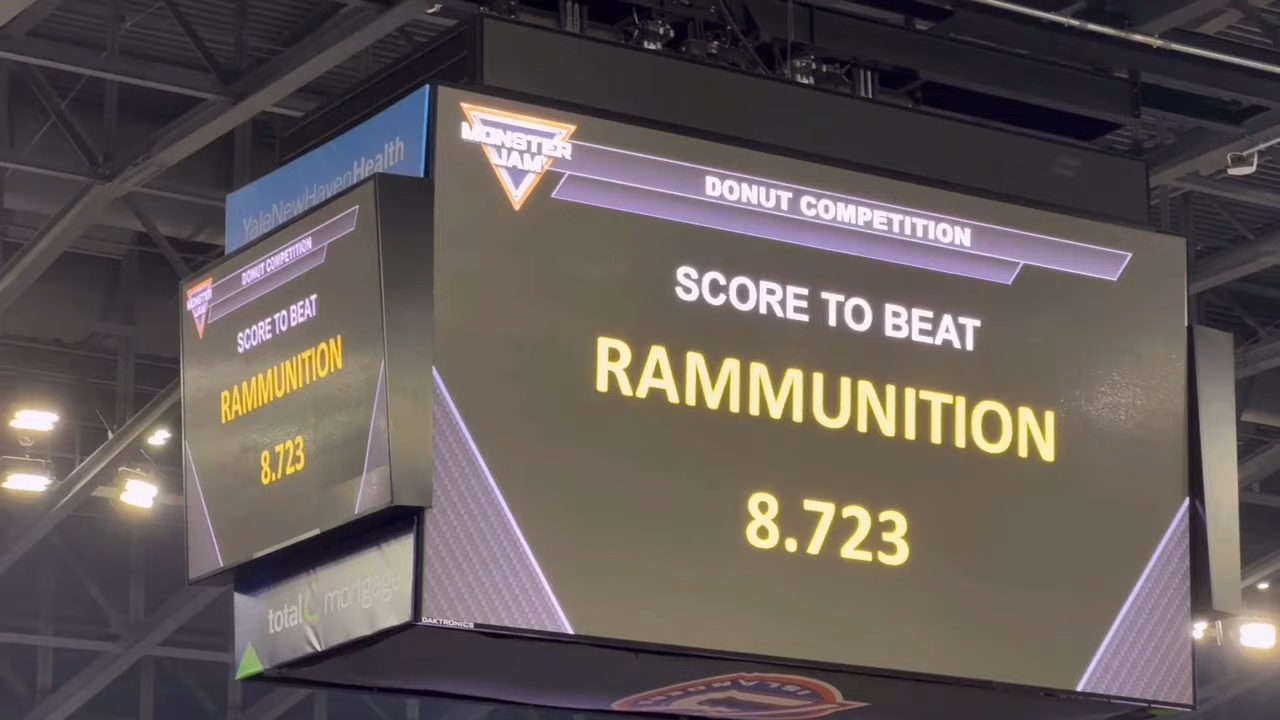 YaleNewHavenHealth
MONSTER
JAM
DONUT COMPETITION
SCORE TO BEAT
RAMMUNITION
8.723
total mortgage
MONSTER
JAM
DONUT COMPETITION
SCORE TO BEAT
RAMMUNITION
8.723
DAKTRONICS
ISLANDERS